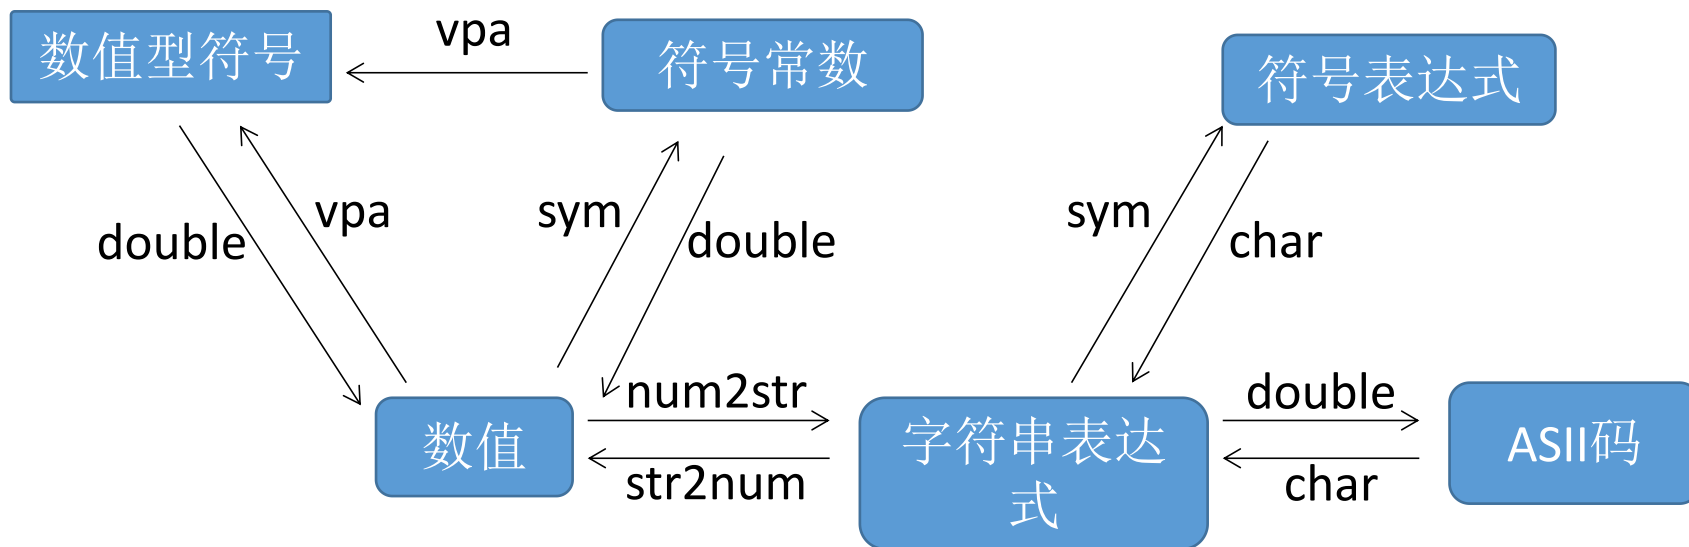 数值型符号
vpa
符号常数
符号表达式
double
vpa
sym
double
sym
char
数值
num2str
str2num
字符串表达
式
double
char
ASII码